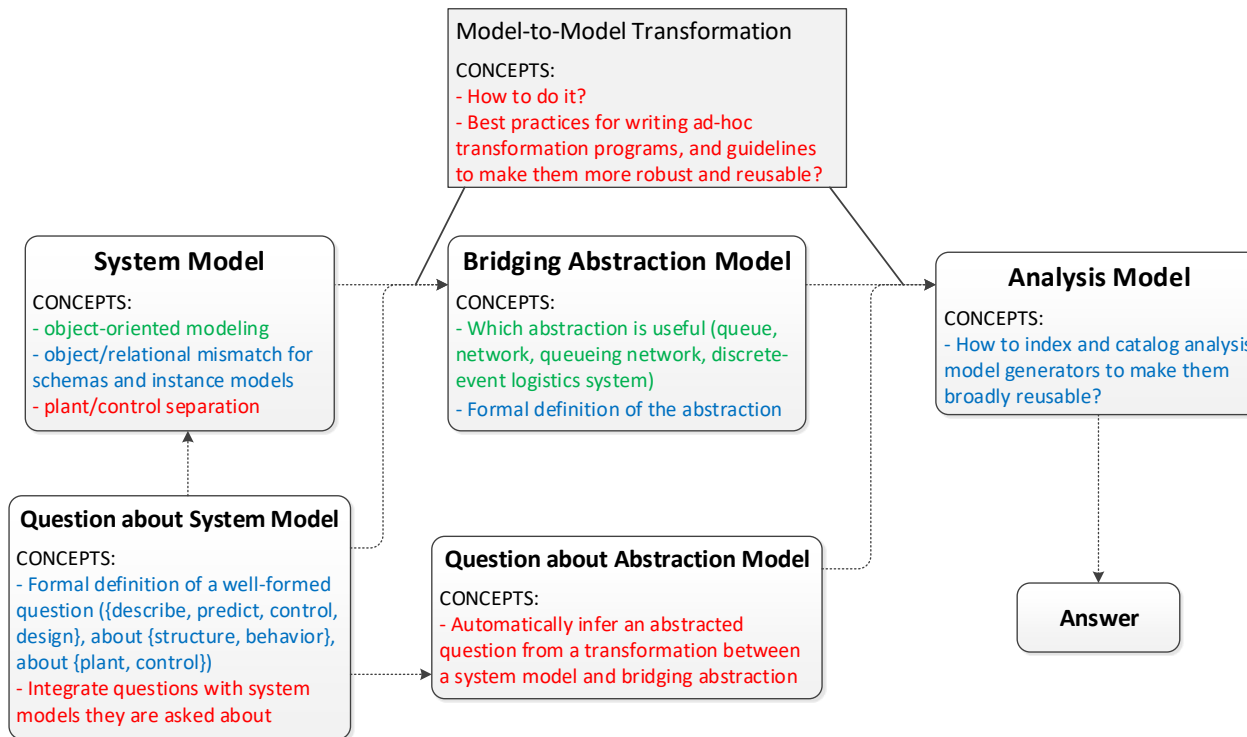 Model-to-Model Transformation
CONCEPTS:
- How to do it?
- Best practices for writing ad-hoc
transformation programs, and guidelines
to make them more robust and reusable?
System Model
CONCEPTS:
- object-oriented modeling
- object/relational mismatch for
schemas and instance models
- plant/control separation
Bridging Abstraction Model
CONCEPTS:
- Which abstraction is useful (queue,
network, queueing network, discrete-
event logistics system)
- Formal definition of the abstraction
Analysis Model
CONCEPTS:
- How to index and catalog analysis
model generators to make them
broadly reusable?
Question about System Model
CONCEPTS:
- Formal definition of a well-formed
question ({describe, predict, control,
design}, about {structure, behavior},
about {plant, control})
- Integrate questions with system
models they are asked about
Question about Abstraction Model
CONCEPTS:
- Automatically infer an abstracted
question from a transformation between
a system model and bridging abstraction
Answer